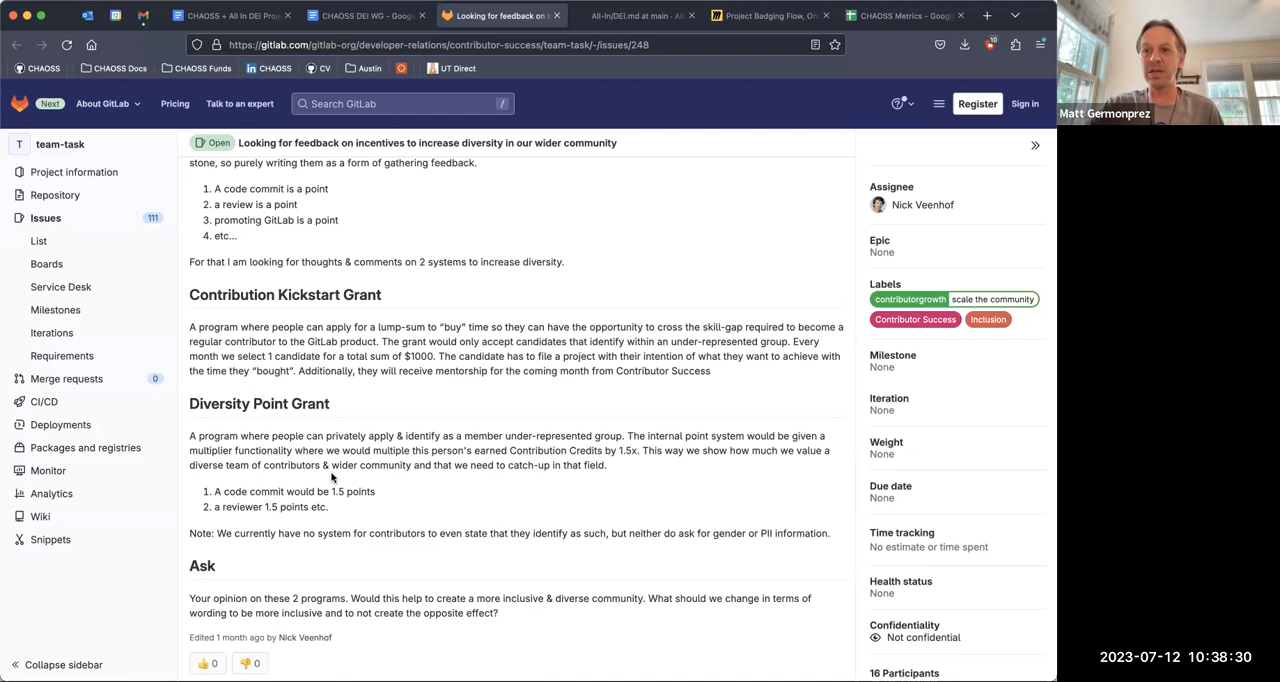 CHAOSS + All In DEI Proje
CHAOSS DEI WG - Google
Looking for feedback on i
All-In/DEI.md at main · Al
Project Badging Flow, Onl
CHAOSS Metrics - Google
https://gitlab.com/gitlab-org/developer-relations/contributor-success/team-task/-/issues/248
10
CHAOSS
CHAOSS Docs
CHAOSS Funds
CHAOSS
CV
Austin
UT Direct
Matt Germonprez
Next
About GitLab
Pricing
Talk to an expert
Search GitLab
/
Register
Sign in
T
team-task
Project information
Repository
Issues
111
List
Boards
Service Desk
Milestones
Iterations
Requirements
Merge requests
0
CI/CD
Deployments
Packages and registries
Monitor
Analytics
Wiki
Snippets
Collapse sidebar
Open
Looking for feedback on incentives to increase diversity in our wider community
stone, so purely writing them as a form of gathering feedback.
1. A code commit is a point
2. a review is a point
3. promoting GitLab is a point
4. etc...
For that I am looking for thoughts & comments on 2 systems to increase diversity.
Contribution Kickstart Grant
A program where people can apply for a lump-sum to “buy” time so they can have the opportunity to cross the skill-gap required to become a
regular contributor to the GitLab product. The grant would only accept candidates that identify within an under-represented group. Every
month we select 1 candidate for a total sum of $1000. The candidate has to file a project with their intention of what they want to achieve with
the time they “bought”. Additionally, they will receive mentorship for the coming month from Contributor Success
Diversity Point Grant
A program where people can privately apply & identify as a member under-represented group. The internal point system would be given a
multiplier functionality where we would multiple this person's earned Contribution Credits by 1.5x. This way we show how much we value a
diverse team of contributors & wider community and that we need to catch-up in that field.
1. A code commit would be 1.5 points
2. a reviewer 1.5 points etc.
Note: We currently have no system for contributors to even state that they identify as such, but neither do ask for gender or PII information.
Ask
Your opinion on these 2 programs. Would this help to create a more inclusive & diverse community. What should we change in terms of
wording to be more inclusive and to not create the opposite effect?
Edited 1 month ago by Nick Veenhof
0
0
Assignee
Nick Veenhof
Epic
None
Labels
contributorgrowth scale the community
Contributor Success
Inclusion
Milestone
None
Iteration
None
Weight
None
Due date
None
Time tracking
No estimate or time spent
Health status
None
Confidentiality
Not confidential
16 Participants
2023-07-12 10:38:30